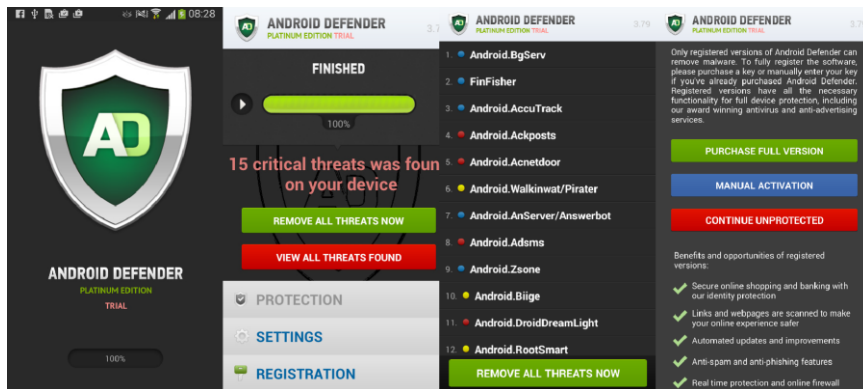 08:28
AD
ANDROID DEFENDER
PLATINUM EDITION
TRIAL
100%
ANDROID DEFENDER
PLATINUM EDITION TRIAL
3.7
FINISHED
100%
15 critical threats was foun
on your device
REMOVE ALL THREATS NOW
VIEW ALL THREATS FOUND
PROTECTION
SETTINGS
REGISTRATION
ANDROID DEFENDER
PLATINUM EDITION TRIAL
3.79
1. Android.BgServ
2. FinFisher
3. Android.AccuTrack
4. Android.Ackposts
5. Android.Acnetdoor
6. Android.Walkinwat/Pirater
7. Android.AnServer/Answerbot
8. Android.Adsms
9. Android.Zsone
10. Android.Biige
11. Android.DroidDreamLight
12. Android.RootSmart
REMOVE ALL THREATS NOW
ANDROID DEFENDER
PLATINUM EDITION TRIAL
3.7
Only registered versions of Android Defender can
remove malware. To fully register the software,
please purchase a key or manually enter your key
if you've already purchased Android Defender.
Registered versions have all the necessary
functionality for full device protection, including
our award winning antivirus and anti-advertising
services.
PURCHASE FULL VERSION
MANUAL ACTIVATION
CONTINUE UNPROTECTED
Benefits and opportunities of registered
versions:
Secure online shopping and banking with
our identity protection
Links and webpages are scanned to make
your online experience safer
Automated updates and improvements
Anti-spam and anti-phishing features
Real time protection and online firewall